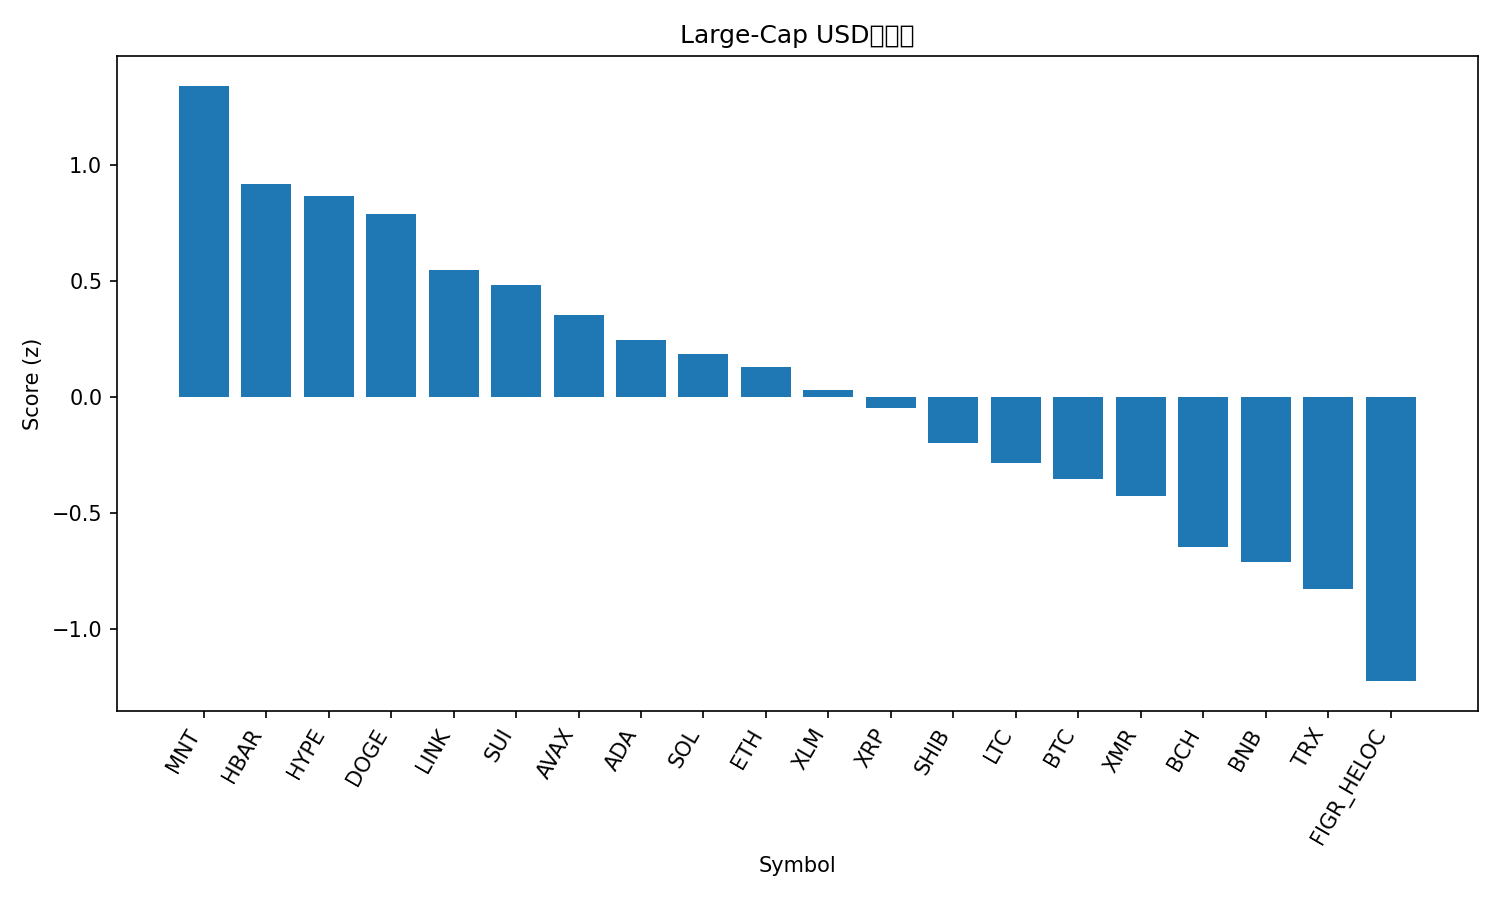 Large-Cap USD
Score (z)
1.0
0.5
0.0
−0.5
−1.0
MNT
HBAR
HYPE
DOGE
LINK
SUI
AVAX
ADA
SOL
ETH
XLM
XRP
SHIB
LTC
BTC
XMR
BCH
BNB
TRX
FIGR_HELOC
Symbol